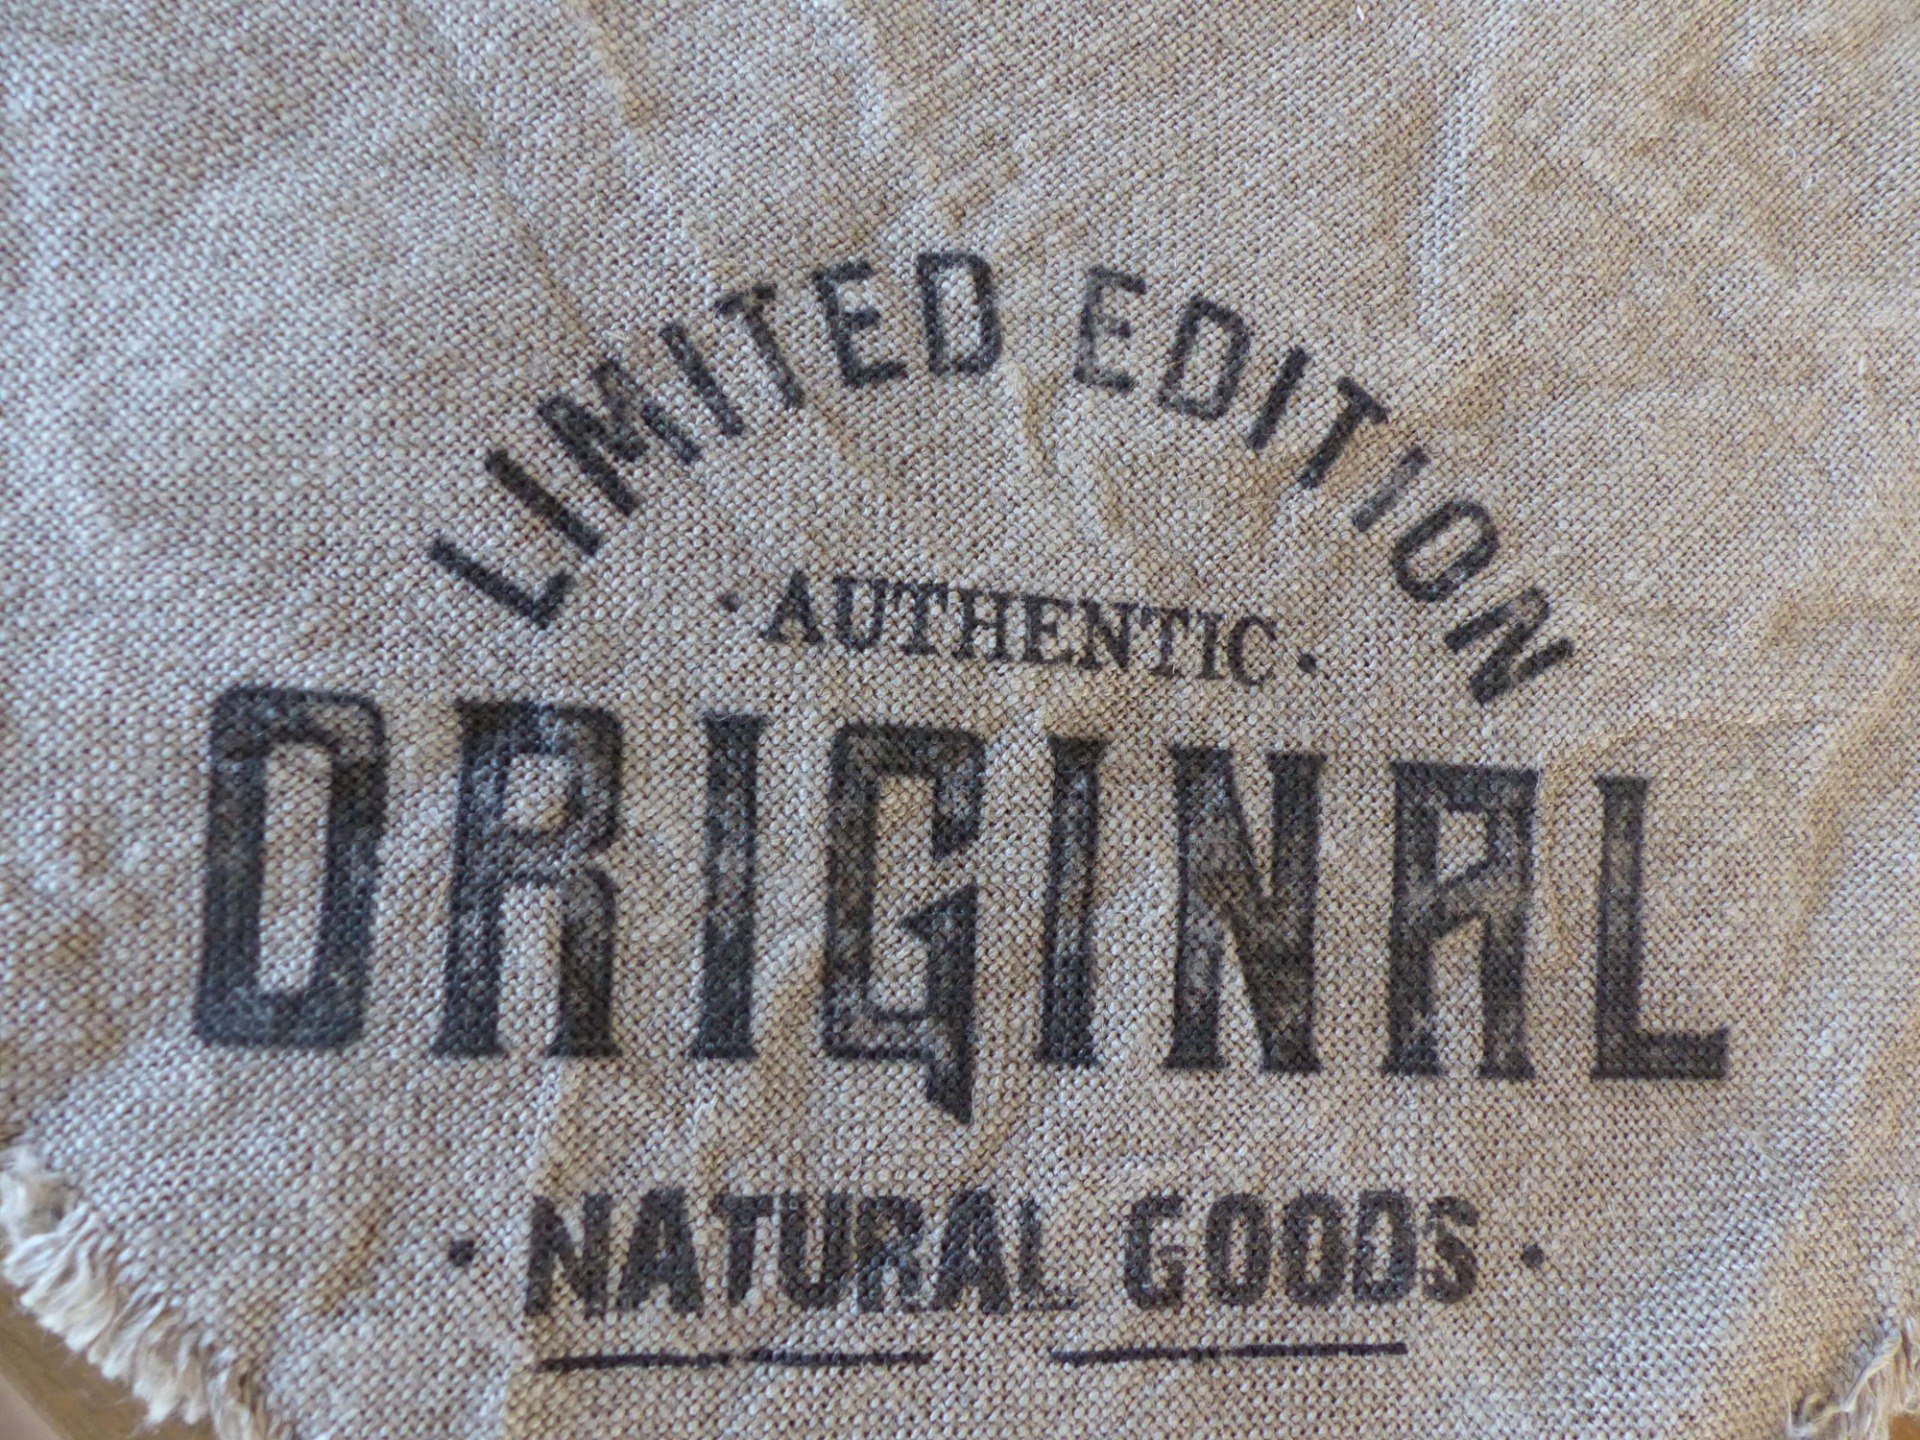 LIMITED EDITION
· AUTHENTIC ·
ORIGINAL
· NATURAL GOODS ·